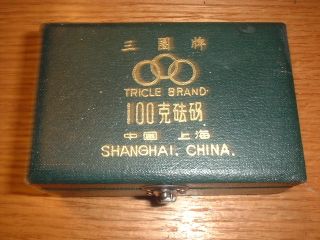 三圈牌
TRICLE BRAND
100克砝码
中国 上海
SHANGHAI. CHINA.